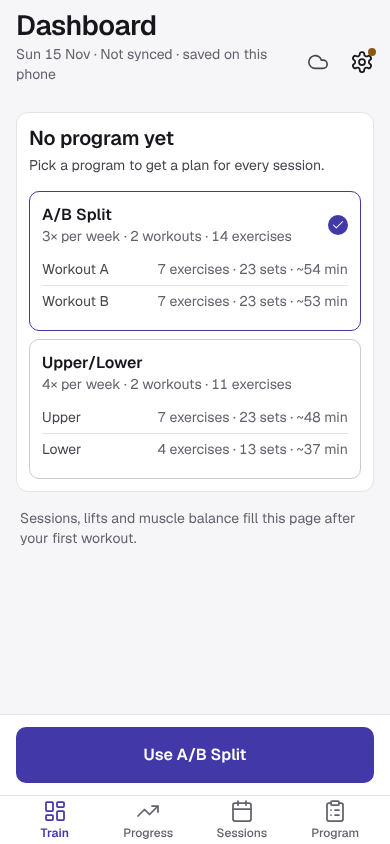 Dashboard
Sun 15 Nov · Not synced · saved on this
phone
No program yet
Pick a program to get a plan for every session.
A/B Split
3× per week · 2 workouts · 14 exercises
Workout A 7 exercises · 23 sets · ~54 min
Workout B 7 exercises · 23 sets · ~53 min
Upper/Lower
4× per week · 2 workouts · 11 exercises
Upper 7 exercises · 23 sets · ~48 min
Lower 4 exercises · 13 sets · ~37 min
Sessions, lifts and muscle balance fill this page after
your first workout.
Use A/B Split
Train Progress Sessions Program